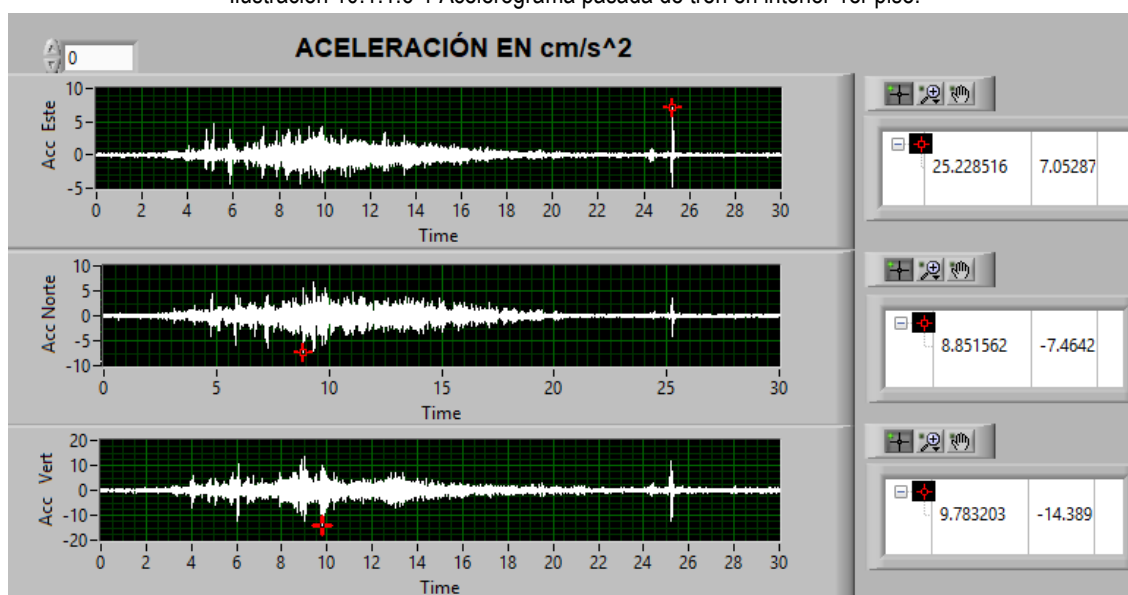 Ilustración 10.1.1.6-1 Acelerograma pasada de tren en interior 1er piso.
0
ACELERACIÓN EN cm/s^2
Acc Este
10
5
0
-5
0 2 4 6 8 10 12 14 16 18 20 22 24 26 28 30
Time
25.228516 7.05287
Acc Norte
10
5
0
-5
-10
0 5 10 15 20 25 30
Time
8.851562 -7.4642
Acc Vert
20
10
0
-10
-20
0 2 4 6 8 10 12 14 16 18 20 22 24 26 28 30
Time
9.783203 -14.389